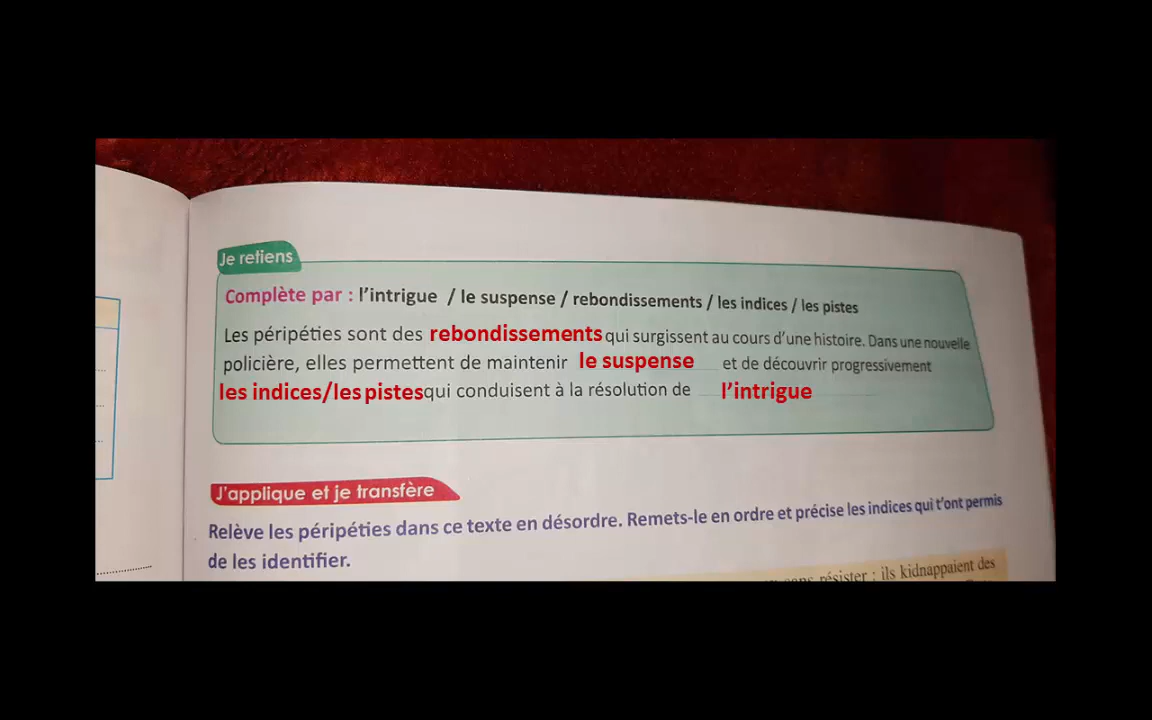 Je retiens
Complète par : l'intrigue / le suspense / rebondissements / les indices / les pistes
Les péripéties sont des rebondissements qui surgissent au cours d'une histoire. Dans une nouvelle
policière, elles permettent de maintenir le suspense et de découvrir progressivement
les indices/les pistes qui conduisent à la résolution de l'intrigue
J'applique et je transfère
Relève les péripéties dans ce texte en désordre. Remets-le en ordre et précise les indices qui t'ont permis
de les identifier.
résister : ils kidnappaient des